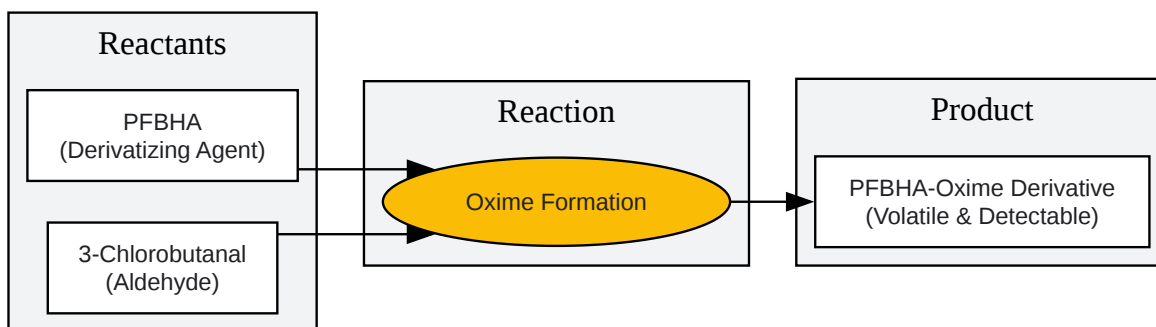 Reactants
PFBHA
(Derivatizing Agent)
3-Chlorobutanal
(Aldehyde)
Reaction
Oxime Formation
Product
PFBHA-Oxime Derivative
(Volatile & Detectable)